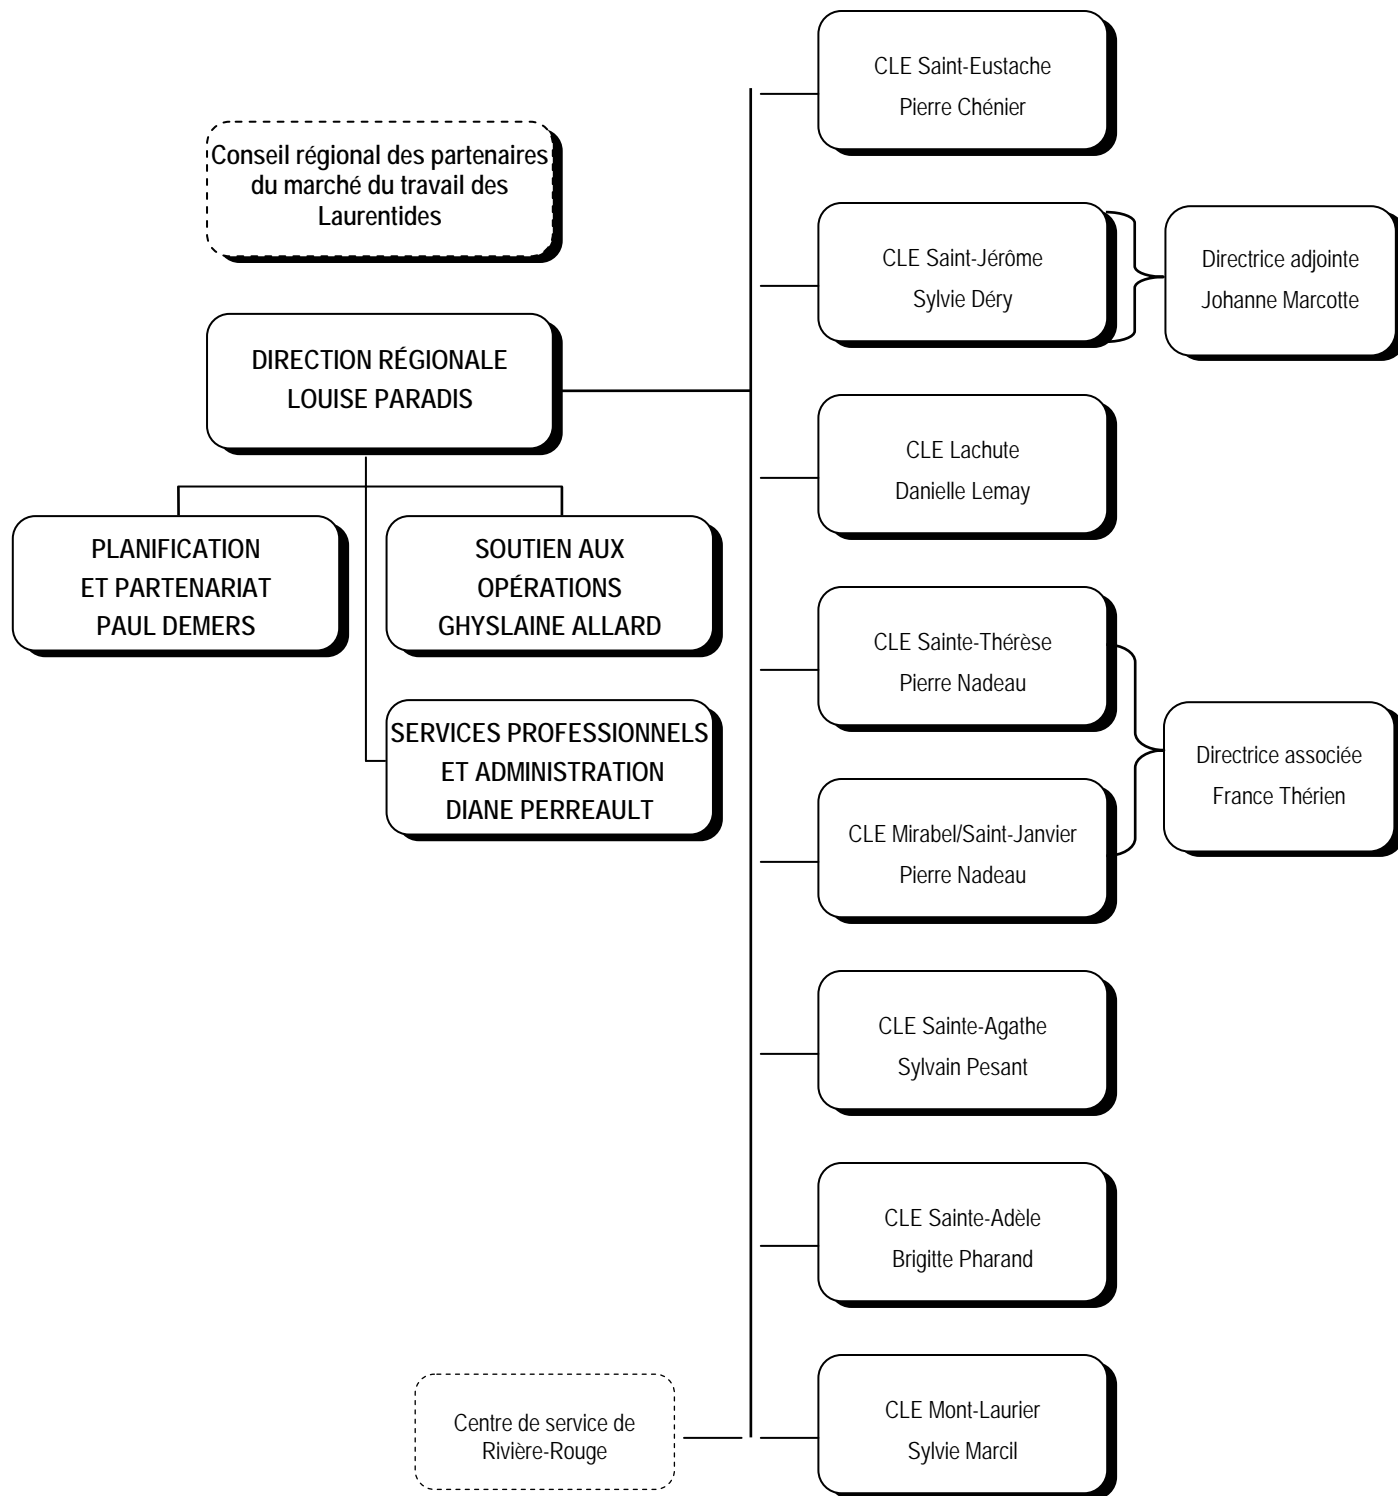 Conseil régional des partenaires
du marché du travail des
Laurentides
DIRECTION RÉGIONALE
LOUISE PARADIS
PLANIFICATION
ET PARTENARIAT
PAUL DEMERS
SOUTIEN AUX
OPÉRATIONS
GHYSLAINE ALLARD
SERVICES PROFESSIONNELS
ET ADMINISTRATION
DIANE PERREAULT
CLE Saint-Eustache
Pierre Chénier
CLE Saint-Jérôme
Sylvie Déry
Directrice adjointe
Johanne Marcotte
CLE Lachute
Danielle Lemay
CLE Sainte-Thérèse
Pierre Nadeau
CLE Mirabel/Saint-Janvier
Pierre Nadeau
Directrice associée
France Thérien
CLE Sainte-Agathe
Sylvain Pesant
CLE Sainte-Adèle
Brigitte Pharand
Centre de service de
Rivière-Rouge
CLE Mont-Laurier
Sylvie Marcil